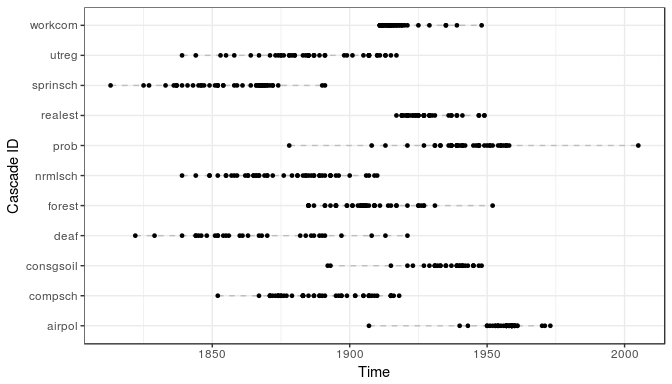 workcom
utreg
sprinsch
realest
prob
nrmlsch
forest
deaf
consgsoil
compsch
airpol
Cascade ID
1850 1900 1950 2000
Time